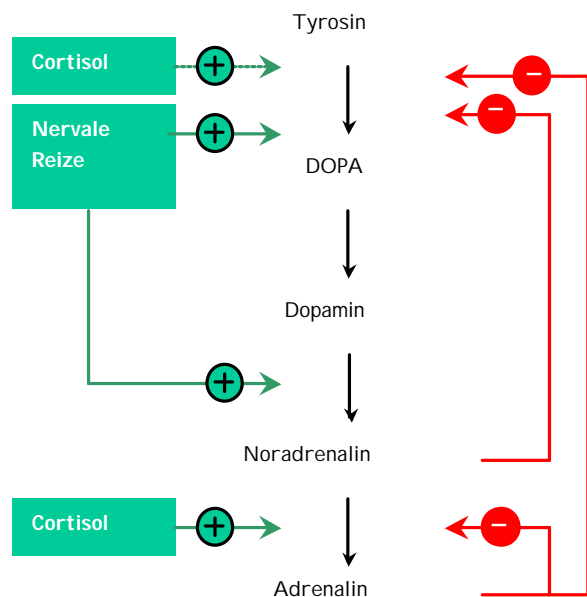 Tyrosin
Cortisol
Nervale
Reize
DOPA
Dopamin
Noradrenalin
Cortisol
Adrenalin